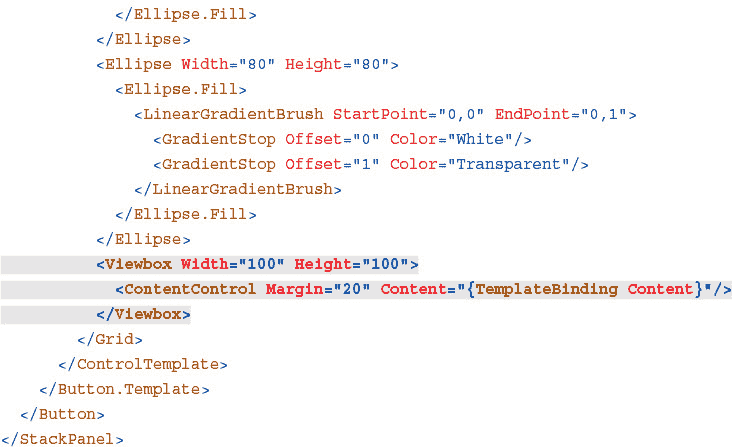 </Ellipse.Fill>
</Ellipse>
<Ellipse Width="80" Height="80">
<Ellipse.Fill>
<LinearGradientBrush StartPoint="0,0" EndPoint="0,1">
<GradientStop Offset="0" Color="White"/>
<GradientStop Offset="1" Color="Transparent"/>
</LinearGradientBrush>
</Ellipse.Fill>
</Ellipse>
<Viewbox Width="100" Height="100">
<ContentControl Margin="20" Content="{TemplateBinding Content}"/>
</Viewbox>
</Grid>
</ControlTemplate>
</Button.Template>
</Button>
</StackPanel>